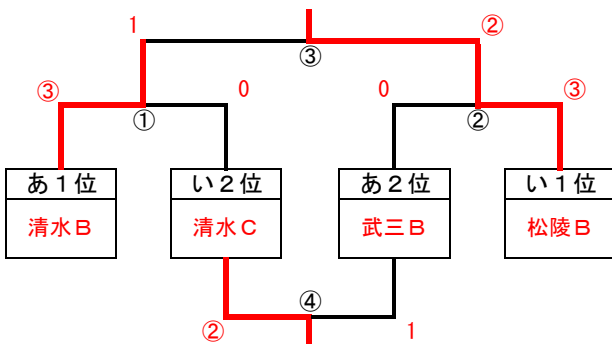 1 ②
③
③ 0 0 ③
① ②
あ1位 い2位 あ2位 い1位
清水B 清水C 武三B 松陵B
④
② 1